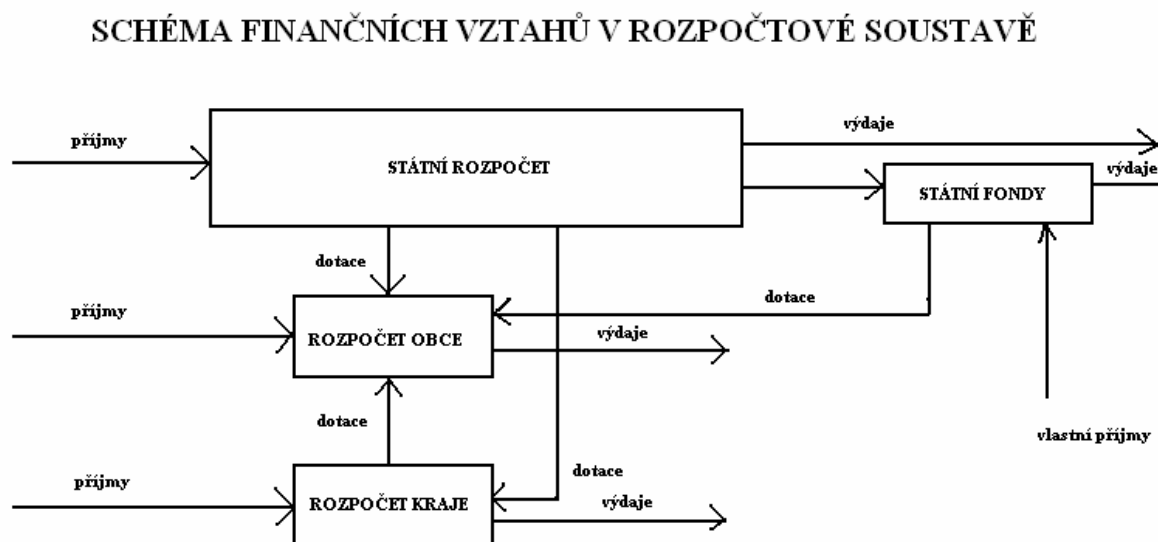 SCHÉMA FINANČNÍCH VZTAHŮ V ROZPOČTOVÉ SOUSTAVĚ
příjmy
STÁTNÍ ROZPOČET
výdaje
výdaje
STÁTNÍ FONDY
dotace
dotace
příjmy
ROZPOČET OBCE
výdaje
dotace
vlastní příjmy
příjmy
ROZPOČET KRAJE
dotace
výdaje